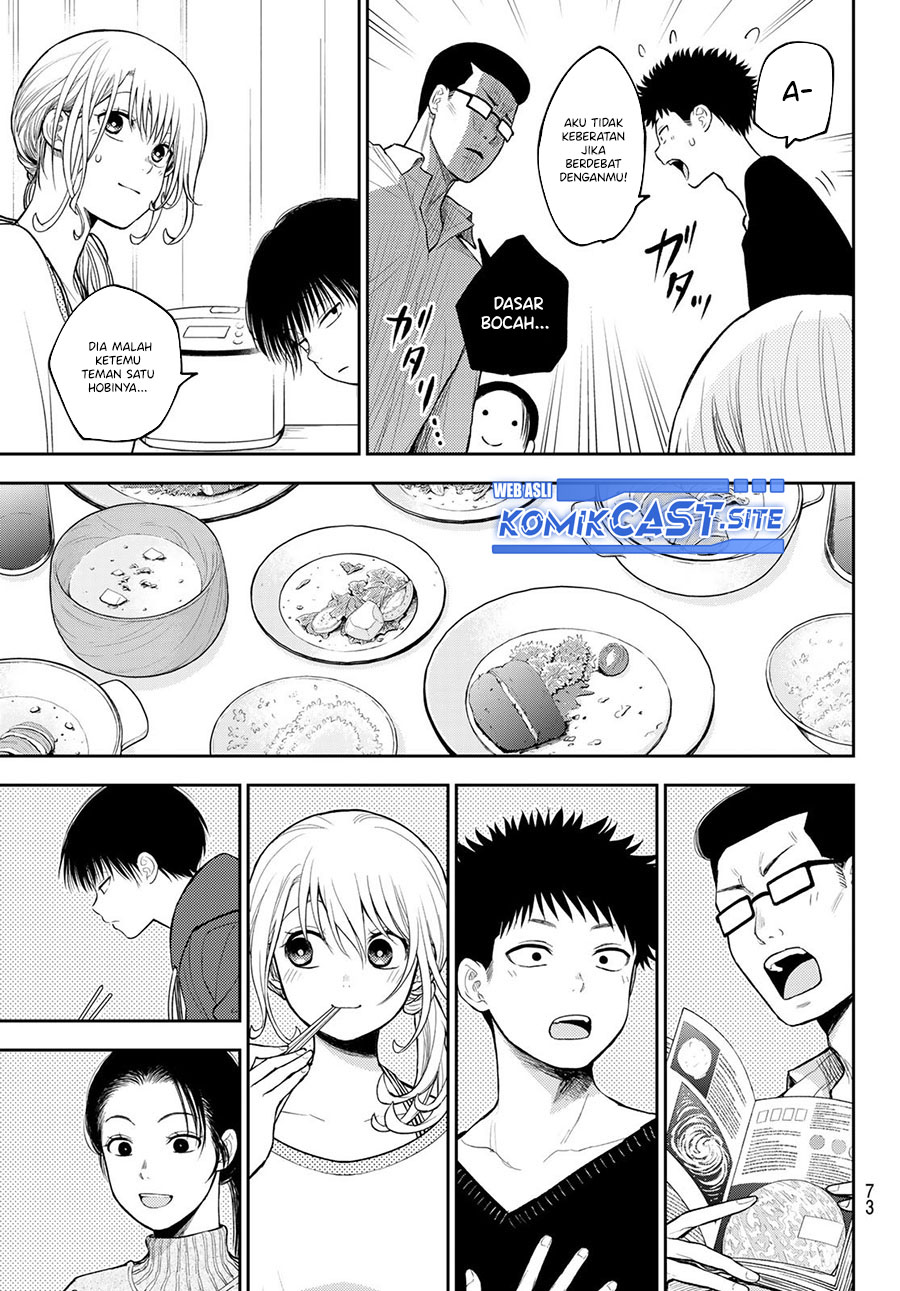 A-
AKU TIDAK
KEBERATAN
JIKA
BERDEBAT
DENGANMU!
ガタッ
DASAR
BOCAH...
ガタリ...
DIA MALAH
KETEMU
TEMAN SATU
HOBINYA...
WEB ASLI
KOMIKCAST.SITE
73